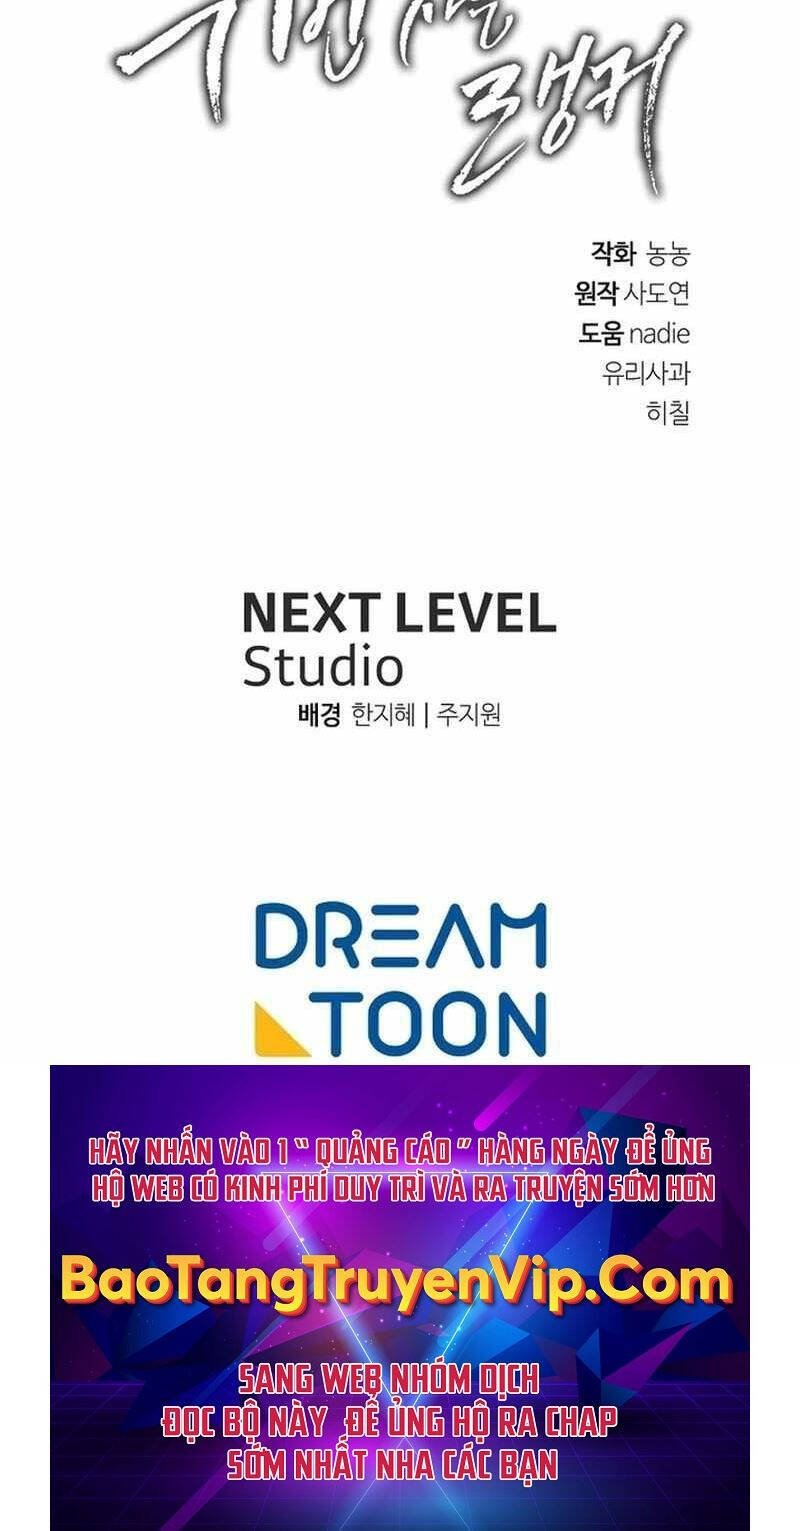 랭커
작화 농농
원작 사도연
도움 nadie
유리사과
히칠
NEXT LEVEL
Studio
배경 한지혜 | 주지원
DREAM
TOON
HÃY NHẤN VÀO 1 “ QUẢNG CÁO ” HÀNG NGÀY ĐỂ ỦNG
HỘ WEB CÓ KINH PHÍ DUY TRÌ VÀ RA TRUYỆN SỚM HƠN
BaoTangTruyenVip.Com
SANG WEB NHÓM DỊCH
ĐỌC BỘ NÀY ĐỂ ỦNG HỘ RA CHAP
SỚM NHẤT NHA CÁC BẠN